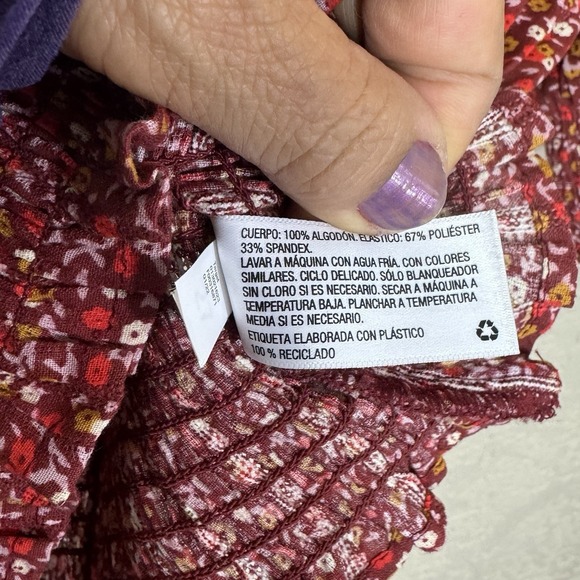 CUERPO: 100% ALGODÓN. ELÁSTICO: 67% POLIÉSTER
33% SPANDEX.
LAVAR A MÁQUINA CON AGUA FRÍA, CON COLORES
SIMILARES. CICLO DELICADO. SÓLO BLANQUEADOR
SIN CLORO SI ES NECESARIO. SECAR A MÁQUINA A
TEMPERATURA BAJA. PLANCHAR A TEMPERATURA
MEDIA SI ES NECESARIO.
ETIQUETA ELABORADA CON PLÁSTICO
100 % RECICLADO